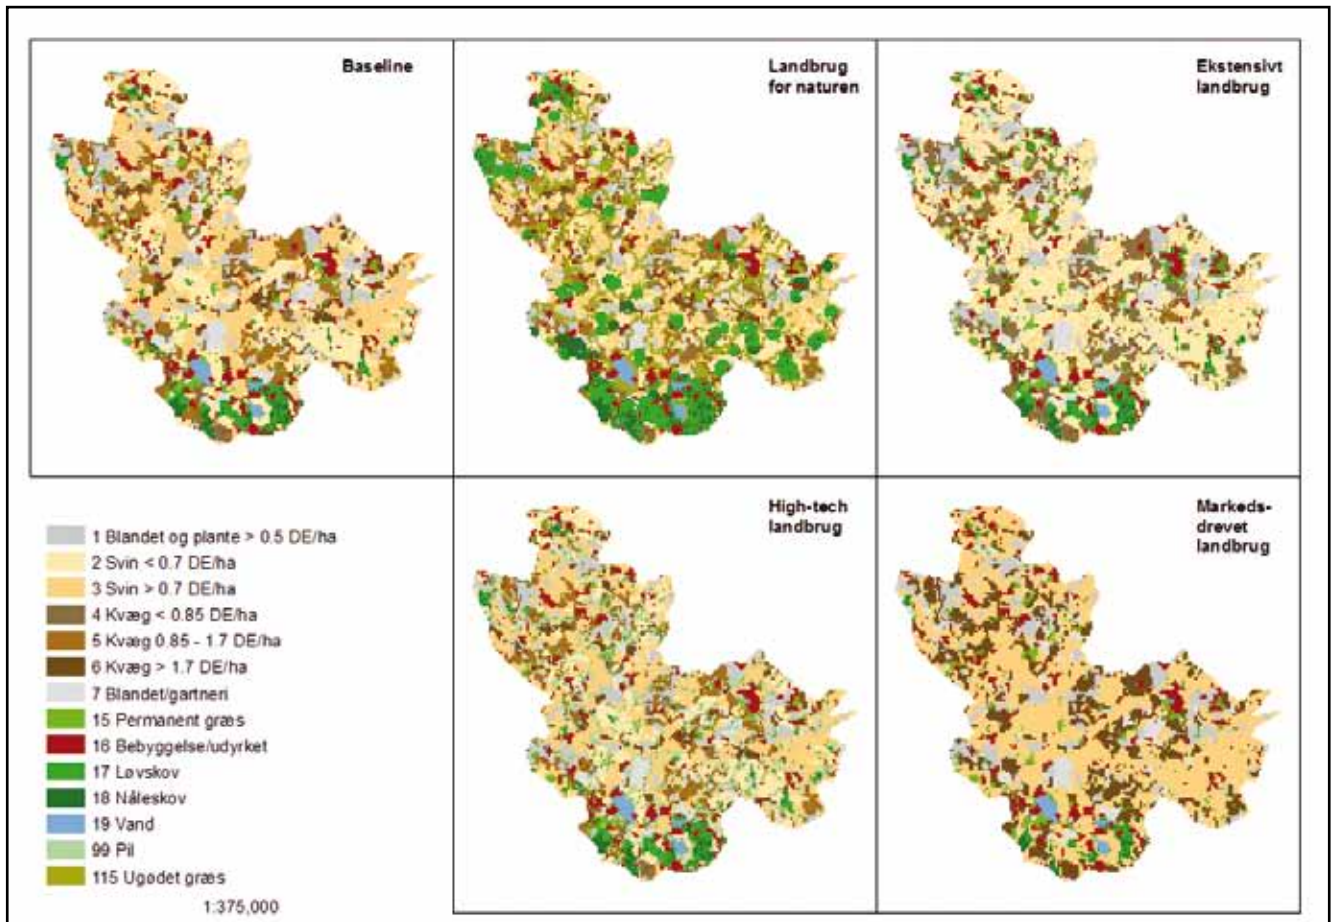 Baseline
Landbrug
for naturen
Ekstensivt
landbrug
1 Blandet og plante > 0.5 DE/ha
2 Svin < 0.7 DE/ha
3 Svin > 0.7 DE/ha
4 Kvæg < 0.85 DE/ha
5 Kvæg 0.85 - 1.7 DE/ha
6 Kvæg > 1.7 DE/ha
7 Blandet/gartneri
15 Permanent græs
16 Bebyggelse/udyrket
17 Løvskov
18 Nåleskov
19 Vand
99 Pil
115 Ugødet græs
1:375,000
High-tech
landbrug
Markeds-
drevet
landbrug